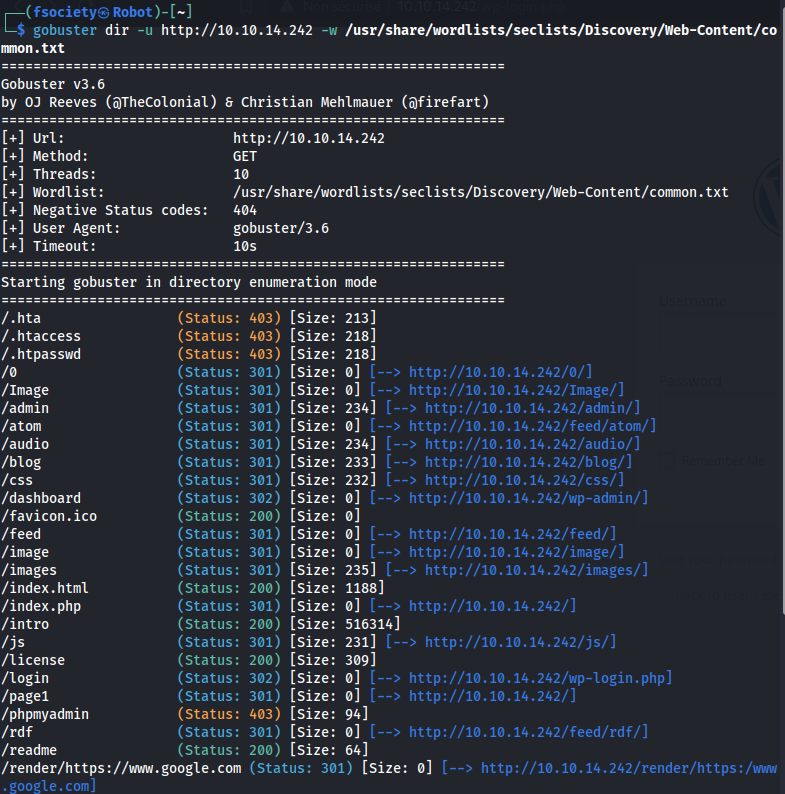 (fsociety㉿Robot)-[~]
$ gobuster dir -u http://10.10.14.242 -w /usr/share/wordlists/seclists/Discovery/Web-Content/co
mmon.txt
===============================================================
Gobuster v3.6
by OJ Reeves (@TheColonial) & Christian Mehlmauer (@firefart)
===============================================================
[+] Url: http://10.10.14.242
[+] Method: GET
[+] Threads: 10
[+] Wordlist: /usr/share/wordlists/seclists/Discovery/Web-Content/common.txt
[+] Negative Status codes: 404
[+] User Agent: gobuster/3.6
[+] Timeout: 10s
===============================================================
Starting gobuster in directory enumeration mode
===============================================================
/.hta (Status: 403) [Size: 213]
/.htaccess (Status: 403) [Size: 218]
/.htpasswd (Status: 403) [Size: 218]
/0 (Status: 301) [Size: 0] [--> http://10.10.14.242/0/]
/Image (Status: 301) [Size: 0] [--> http://10.10.14.242/Image/]
/admin (Status: 301) [Size: 234] [--> http://10.10.14.242/admin/]
/atom (Status: 301) [Size: 0] [--> http://10.10.14.242/feed/atom/]
/audio (Status: 301) [Size: 234] [--> http://10.10.14.242/audio/]
/blog (Status: 301) [Size: 233] [--> http://10.10.14.242/blog/]
/css (Status: 301) [Size: 232] [--> http://10.10.14.242/css/]
/dashboard (Status: 302) [Size: 0] [--> http://10.10.14.242/wp-admin/]
/favicon.ico (Status: 200) [Size: 0]
/feed (Status: 301) [Size: 0] [--> http://10.10.14.242/feed/]
/image (Status: 301) [Size: 0] [--> http://10.10.14.242/image/]
/images (Status: 301) [Size: 235] [--> http://10.10.14.242/images/]
/index.html (Status: 200) [Size: 1188]
/index.php (Status: 301) [Size: 0] [--> http://10.10.14.242/]
/intro (Status: 200) [Size: 516314]
/js (Status: 301) [Size: 231] [--> http://10.10.14.242/js/]
/license (Status: 200) [Size: 309]
/login (Status: 302) [Size: 0] [--> http://10.10.14.242/wp-login.php]
/page1 (Status: 301) [Size: 0] [--> http://10.10.14.242/]
/phpmyadmin (Status: 403) [Size: 94]
/rdf (Status: 301) [Size: 0] [--> http://10.10.14.242/feed/rdf/]
/readme (Status: 200) [Size: 64]
/render/https://www.google.com (Status: 301) [Size: 0] [--> http://10.10.14.242/render/https:/www
.google.com]
Username
Password
Remember Me